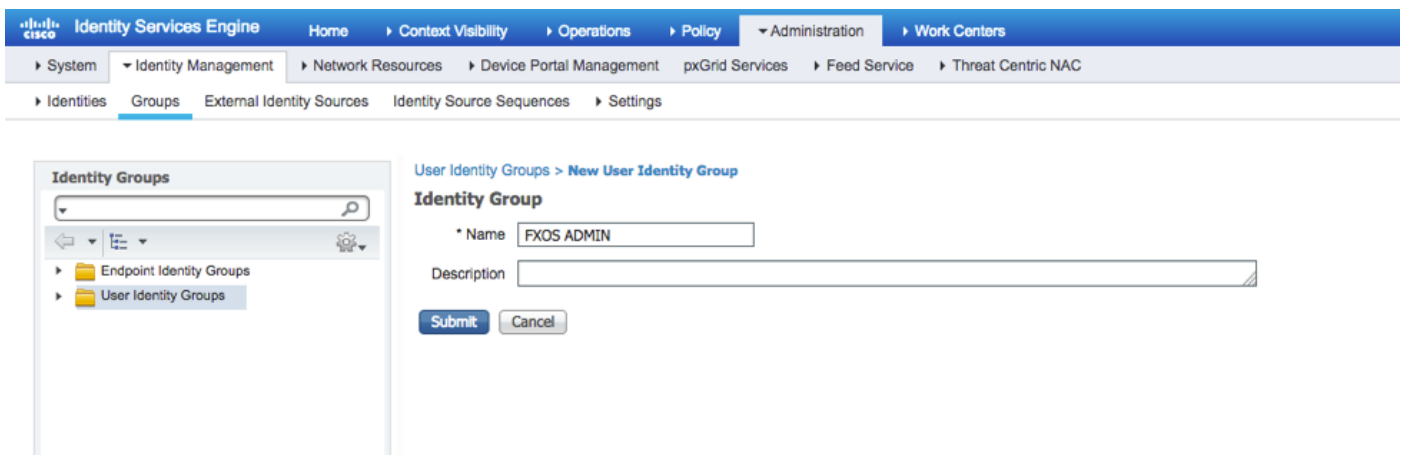 cisco Identity Services Engine Home Context Visibility Operations Policy Administration Work Centers
System Identity Management Network Resources Device Portal Management pxGrid Services Feed Service Threat Centric NAC
Identities Groups External Identity Sources Identity Source Sequences Settings
Identity Groups
Endpoint Identity Groups
User Identity Groups
User Identity Groups > New User Identity Group
Identity Group
* Name FXOS ADMIN
Description
Submit Cancel